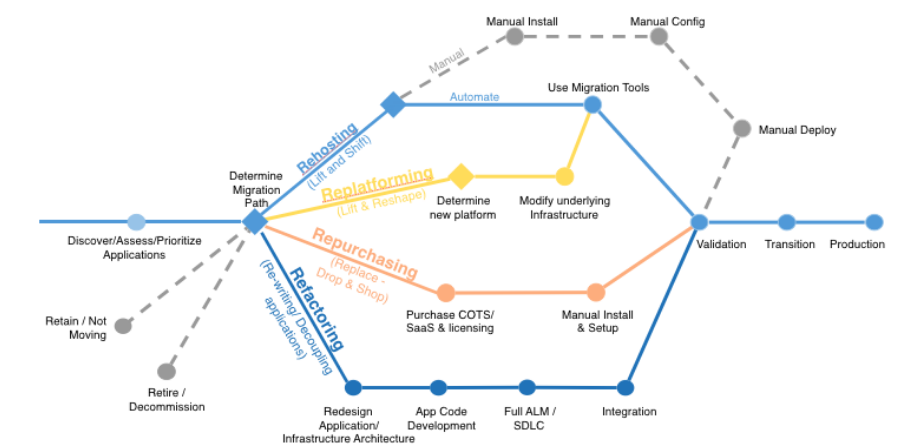 Manual Install
Manual Config
Manual
Use Migration Tools
Automate
Manual Deploy
Rehosting
(Lift and Shift)
Determine
Migration
Path
Replatforming
(Lift & Reshape)
Determine
new platform
Modify underlying
Infrastructure
Discover/Assess/Prioritize
Applications
Repurchasing
(Replace -
Drop & Shop)
Validation
Transition
Production
Refactoring
(Re-writing/ Decoupling
applications)
Purchase COTS/
SaaS & licensing
Manual Install
& Setup
Retain / Not
Moving
Retire /
Decommission
Redesign
Application/
Infrastructure Architecture
App Code
Development
Full ALM /
SDLC
Integration